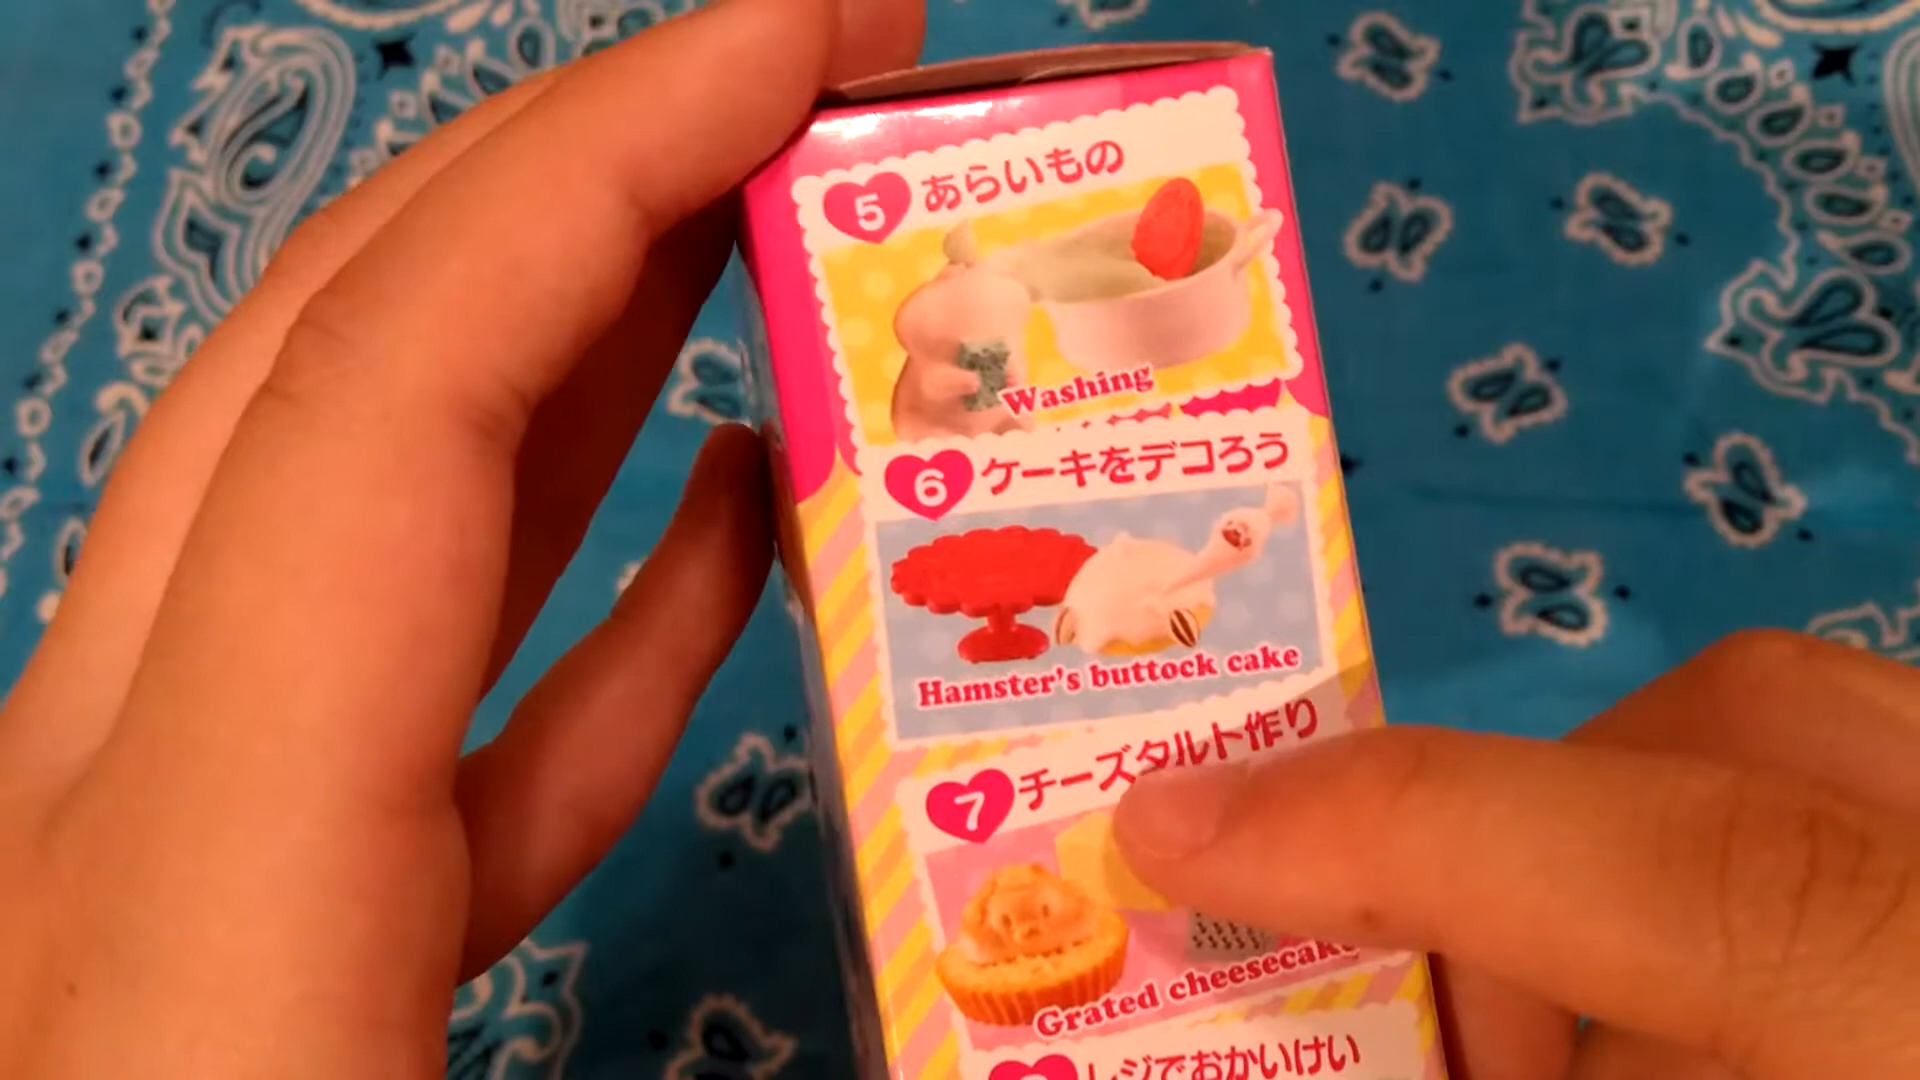 5 あらいもの
Washing
6 ケーキをデコろう
Hamster's buttock cake
7 チーズタルト作り
Grated cheesecake
レジでおかいけい